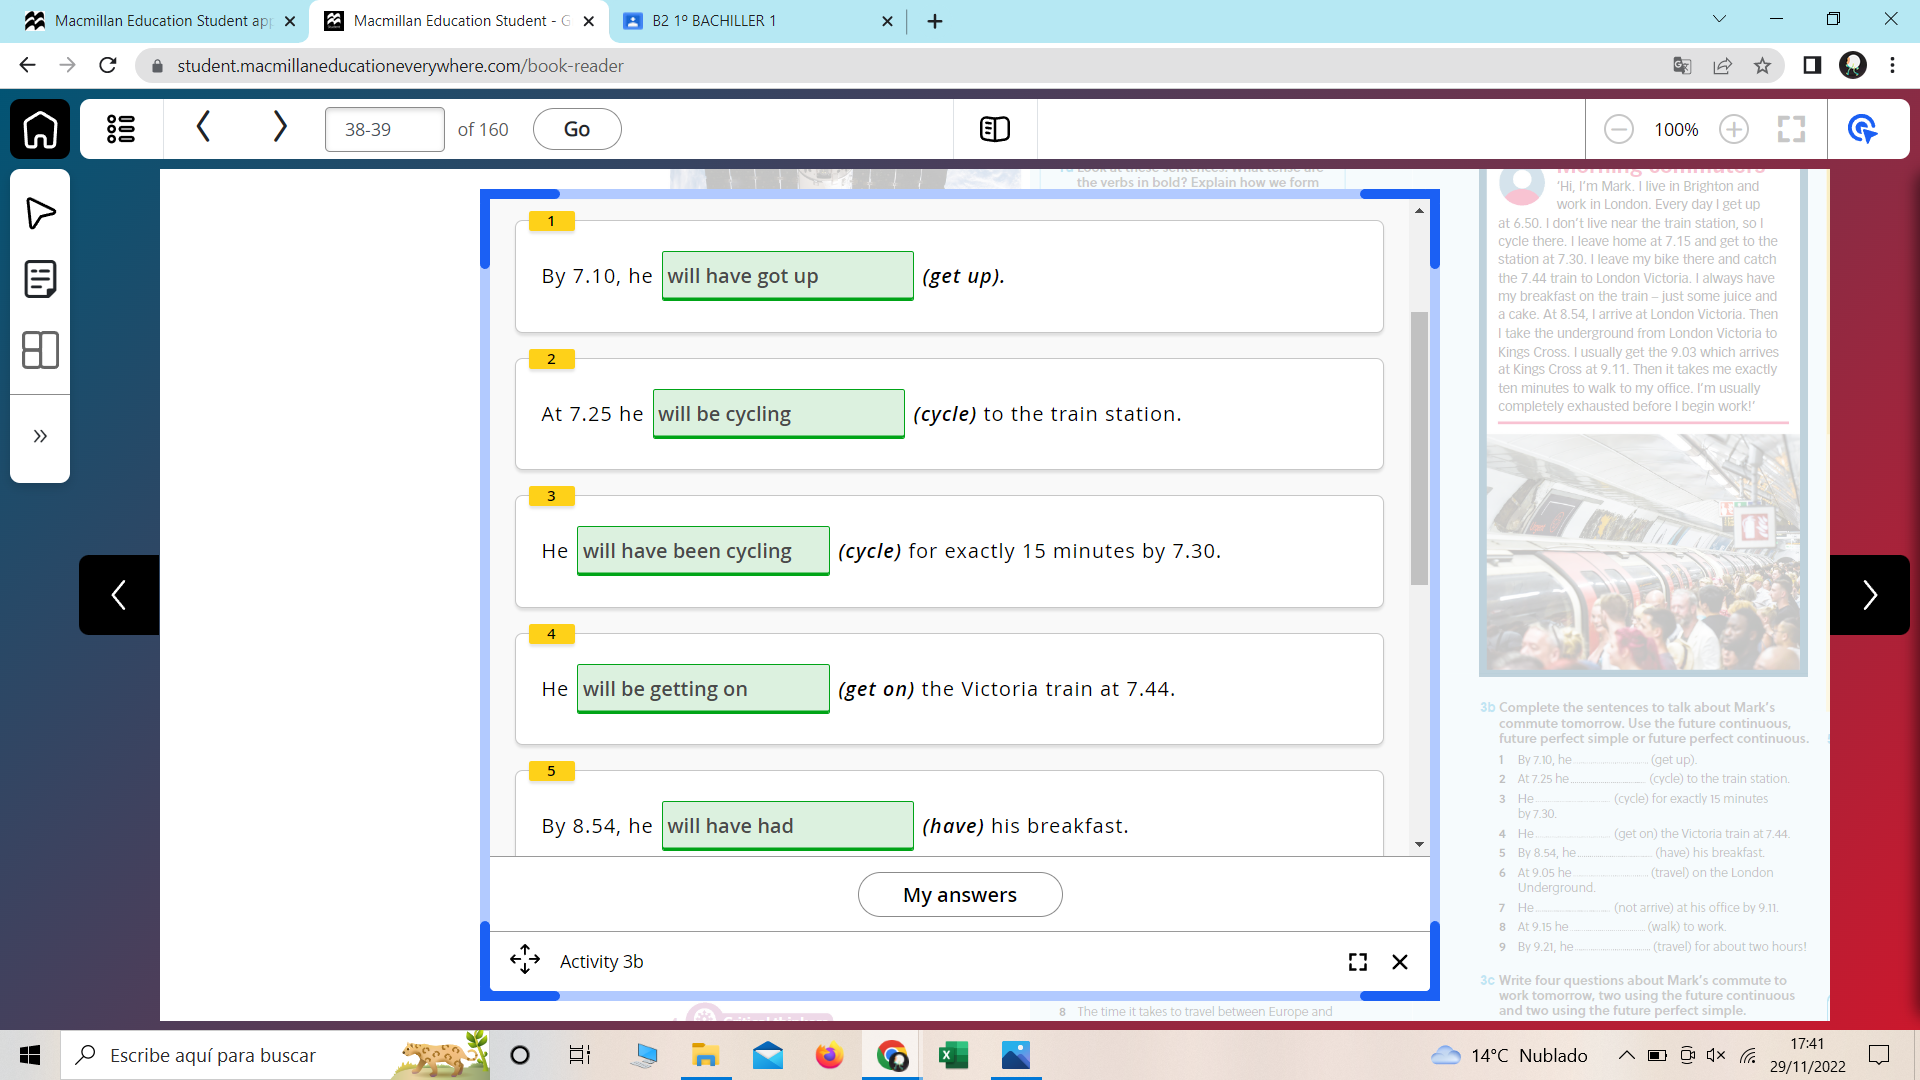 Macmillan Education Student app
Macmillan Education Student - G
B2 1º BACHILLER 1
student.macmillaneducationeverywhere.com/book-reader
38-39
of 160
Go
100%
the verbs in bold? Explain how we form
1
By 7.10, he will have got up (get up).
2
At 7.25 he will be cycling (cycle) to the train station.
3
He will have been cycling (cycle) for exactly 15 minutes by 7.30.
4
He will be getting on (get on) the Victoria train at 7.44.
5
By 8.54, he will have had (have) his breakfast.
My answers
Activity 3b
8 The time it takes to travel between Europe and
'Hi, I'm Mark. I live in Brighton and
work in London. Every day I get up
at 6.50. I don't live near the train station, so I
cycle there. I leave home at 7.15 and get to the
station at 7.30. I leave my bike there and catch
the 7.44 train to London Victoria. I always have
my breakfast on the train – just some juice and
a cake. At 8.54, I arrive at London Victoria. Then
I take the underground from London Victoria to
Kings Cross. I usually get the 9.03 which arrives
at Kings Cross at 9.11. Then it takes me exactly
ten minutes to walk to my office. I'm usually
completely exhausted before I begin work!'
3b Complete the sentences to talk about Mark's
commute tomorrow. Use the future continuous,
future perfect simple or future perfect continuous.
1 By 7.10, he ........................ (get up).
2 At 7.25 he ........................ (cycle) to the train station.
3 He ........................ (cycle) for exactly 15 minutes
by 7.30.
4 He ........................ (get on) the Victoria train at 7.44.
5 By 8.54, he ........................ (have) his breakfast.
6 At 9.05 he ........................ (travel) on the London
Underground.
7 He ........................ (not arrive) at his office by 9.11.
8 At 9.15 he ........................ (walk) to work.
9 By 9.21, he ........................ (travel) for about two hours!
3c Write four questions about Mark's commute to
work tomorrow, two using the future continuous
and two using the future perfect simple.
Escribe aquí para buscar
14°C Nublado
17:41
29/11/2022